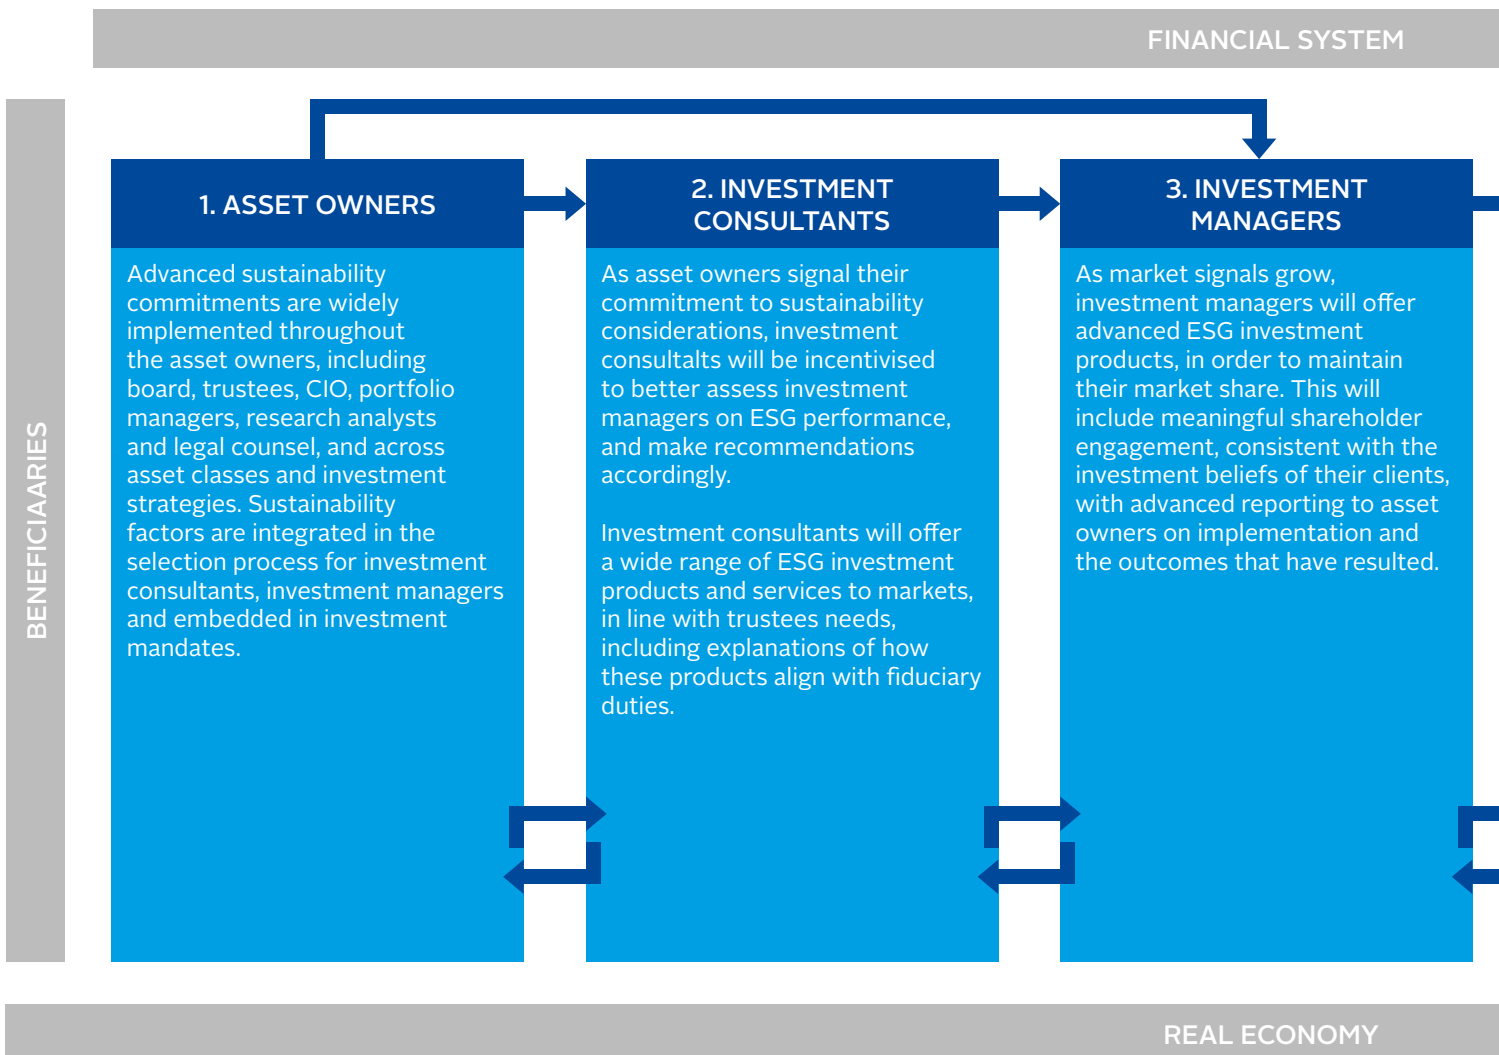 FINANCIAL SYSTEM
BENEFICIAARIES
1. ASSET OWNERS
Advanced sustainability
commitments are widely
implemented throughout
the asset owners, including
board, trustees, CIO, portfolio
managers, research analysts
and legal counsel, and across
asset classes and investment
strategies. Sustainability
factors are integrated in the
selection process for investment
consultants, investment managers
and embedded in investment
mandates.
2. INVESTMENT
CONSULTANTS
As asset owners signal their
commitment to sustainability
considerations, investment
consultalts will be incentivised
to better assess investment
managers on ESG performance,
and make recommendations
accordingly.
Investment consultants will offer
a wide range of ESG investment
products and services to markets,
in line with trustees needs,
including explanations of how
these products align with fiduciary
duties.
3. INVESTMENT
MANAGERS
As market signals grow,
investment managers will offer
advanced ESG investment
products, in order to maintain
their market share. This will
include meaningful shareholder
engagement, consistent with the
investment beliefs of their clients,
with advanced reporting to asset
owners on implementation and
the outcomes that have resulted.
REAL ECONOMY